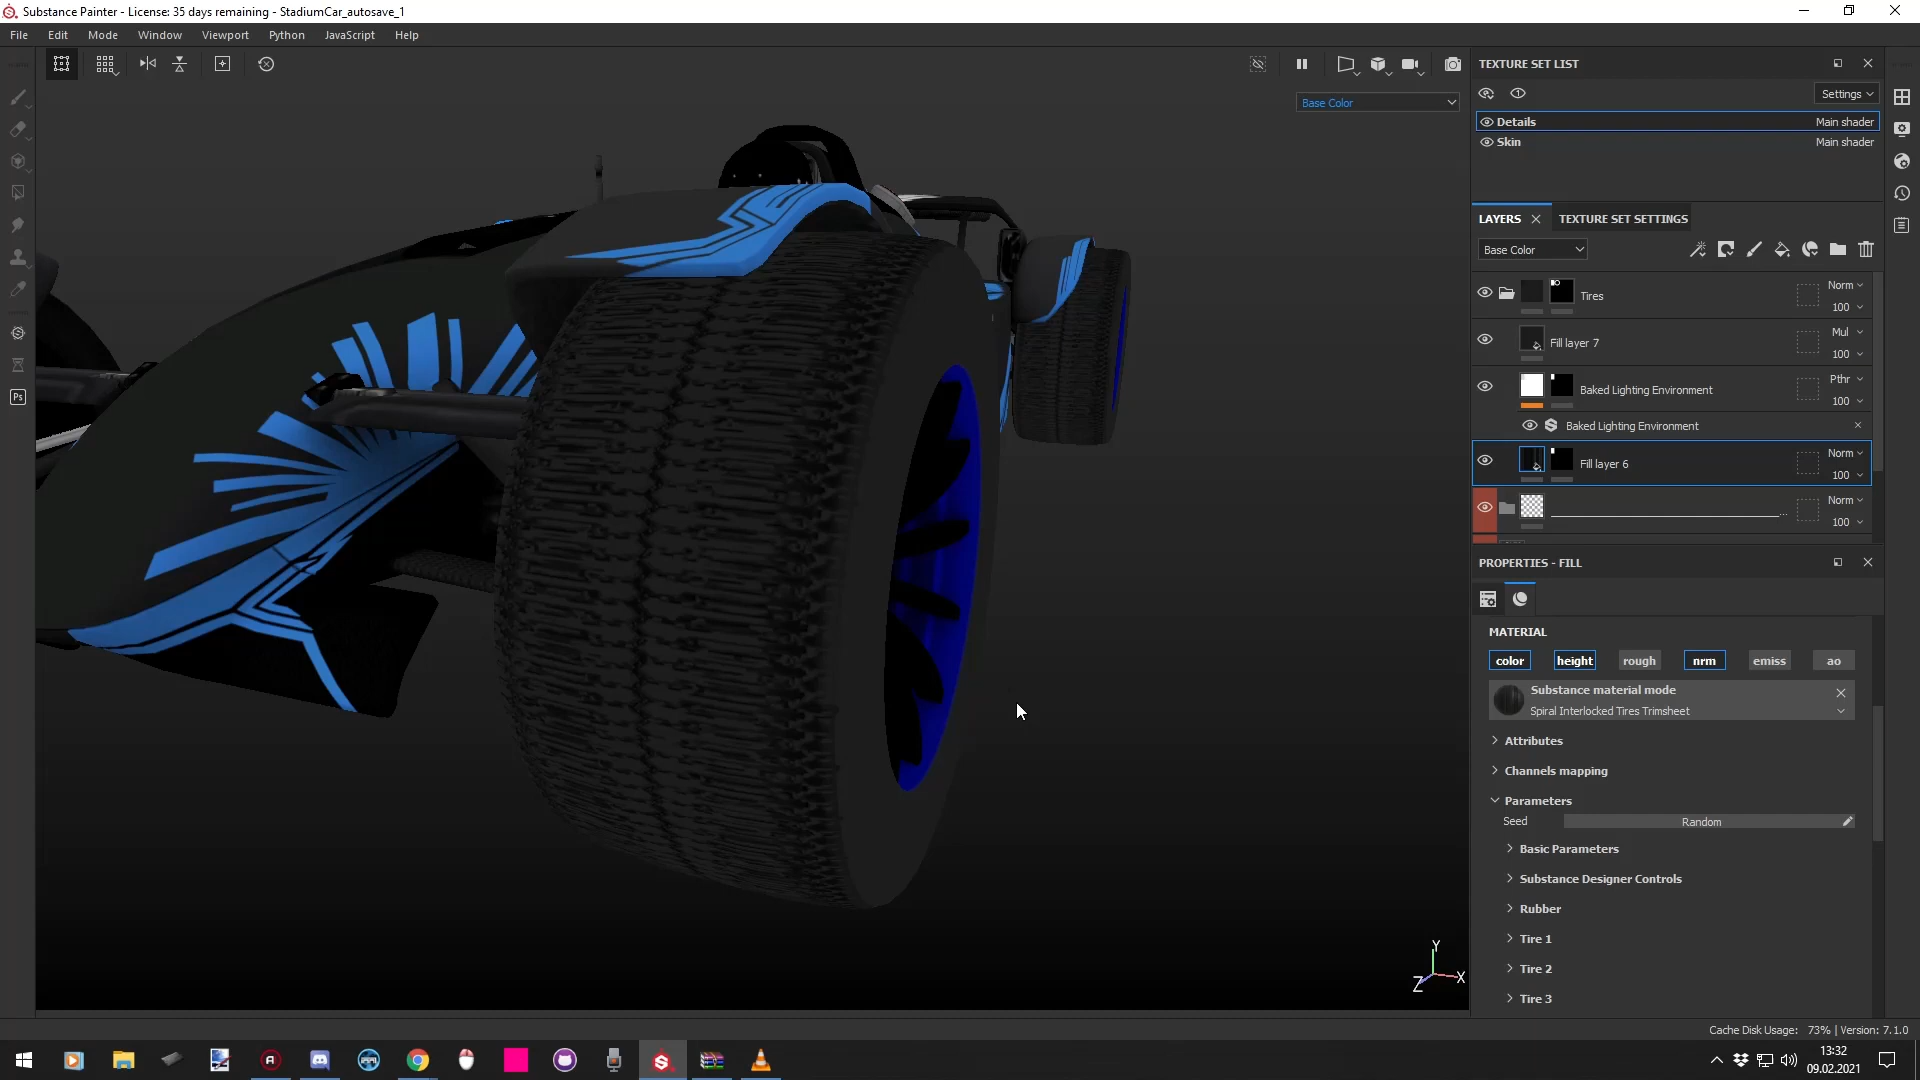 Substance Painter - License: 35 days remaining - StadiumCar_autosave_1
File Edit Mode Window Viewport Python JavaScript Help
Base Color
TEXTURE SET LIST
Settings
Details Main shader
Skin Main shader
LAYERS TEXTURE SET SETTINGS
Base Color
Tires Norm 100
Fill layer 7 Mul 100
Baked Lighting Environment Pthr 100
Baked Lighting Environment
Fill layer 6 Norm 100
Norm 100
PROPERTIES - FILL
MATERIAL
color height rough nrm emiss ao
Substance material mode
Spiral Interlocked Tires Trimsheet
Attributes
Channels mapping
Parameters
Seed Random
Basic Parameters
Substance Designer Controls
Rubber
Tire 1
Tire 2
Tire 3
Y
Z X
Cache Disk Usage: 73% | Version: 7.1.0
Ps
13:32
09.02.2021